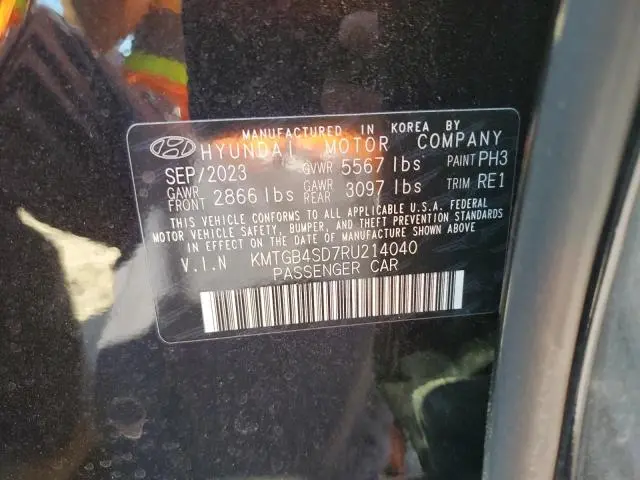 MANUFACTURED IN KOREA BY
HYUNDAI MOTOR COMPANY
SEP/2023 GVWR 5567 lbs PAINT PH3
GAWR FRONT 2866 lbs GAWR REAR 3097 lbs TRIM RE1
THIS VEHICLE CONFORMS TO ALL APPLICABLE U.S.A. FEDERAL
MOTOR VEHICLE SAFETY, BUMPER, AND THEFT PREVENTION STANDARDS
IN EFFECT ON THE DATE OF MANUFACTURE SHOWN ABOVE.
V.I.N KMTGB4SD7RU214040
PASSENGER CAR